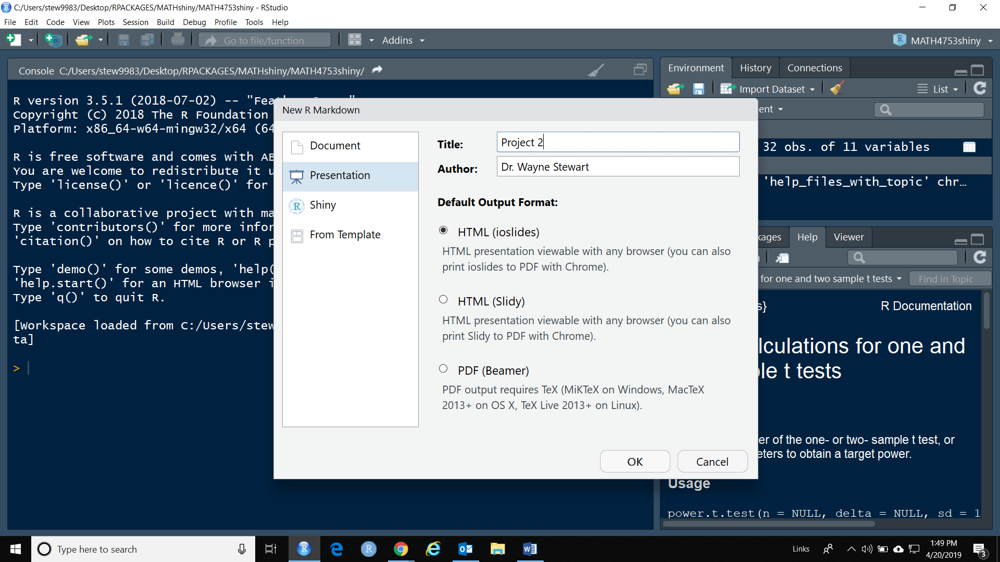 C:/Users/stew9983/Desktop/RPACKAGES/MATHshiny/MATH4753shiny - RStudio
File Edit Code View Plots Session Build Debug Profile Tools Help
Go to file/function Addins MATH4753shiny
Console C:/Users/stew9983/Desktop/RPACKAGES/MATHshiny/MATH4753shiny/
R version 3.5.1 (2018-07-02) -- "Fea
Copyright (C) 2018 The R Foundation
Platform: x86_64-w64-mingw32/x64 (64
R is free software and comes with AB
You are welcome to redistribute it u
Type 'license()' or 'licence()' for
R is a collaborative project with ma
Type 'contributors()' for more infor
'citation()' on how to cite R or R p
Type 'demo()' for some demos, 'help(
'help.start()' for an HTML browser i
Type 'q()' to quit R.
[Workspace loaded from C:/Users/stew
ta]
>
New R Markdown
Document
Presentation
Shiny
From Template
Title: Project 2
Author: Dr. Wayne Stewart
Default Output Format:
HTML (ioslides)
HTML presentation viewable with any browser (you can also
print ioslides to PDF with Chrome).
HTML (Slidy)
HTML presentation viewable with any browser (you can also
print Slidy to PDF with Chrome).
PDF (Beamer)
PDF output requires TeX (MiKTeX on Windows, MacTeX
2013+ on OS X, TeX Live 2013+ on Linux).
OK Cancel
Environment History Connections
Import Dataset List
ent
32 obs. of 11 variables
'help_files_with_topic' chr…
kages Help Viewer
for one and two sample t tests Find in Topic
s} R Documentation
lculations for one and
le t tests
er of the one- or two- sample t test, or
eters to obtain a target power.
Usage
power.t.test(n = NULL, delta = NULL, sd = 1
Type here to search
Links
1:49 PM
4/20/2019
3